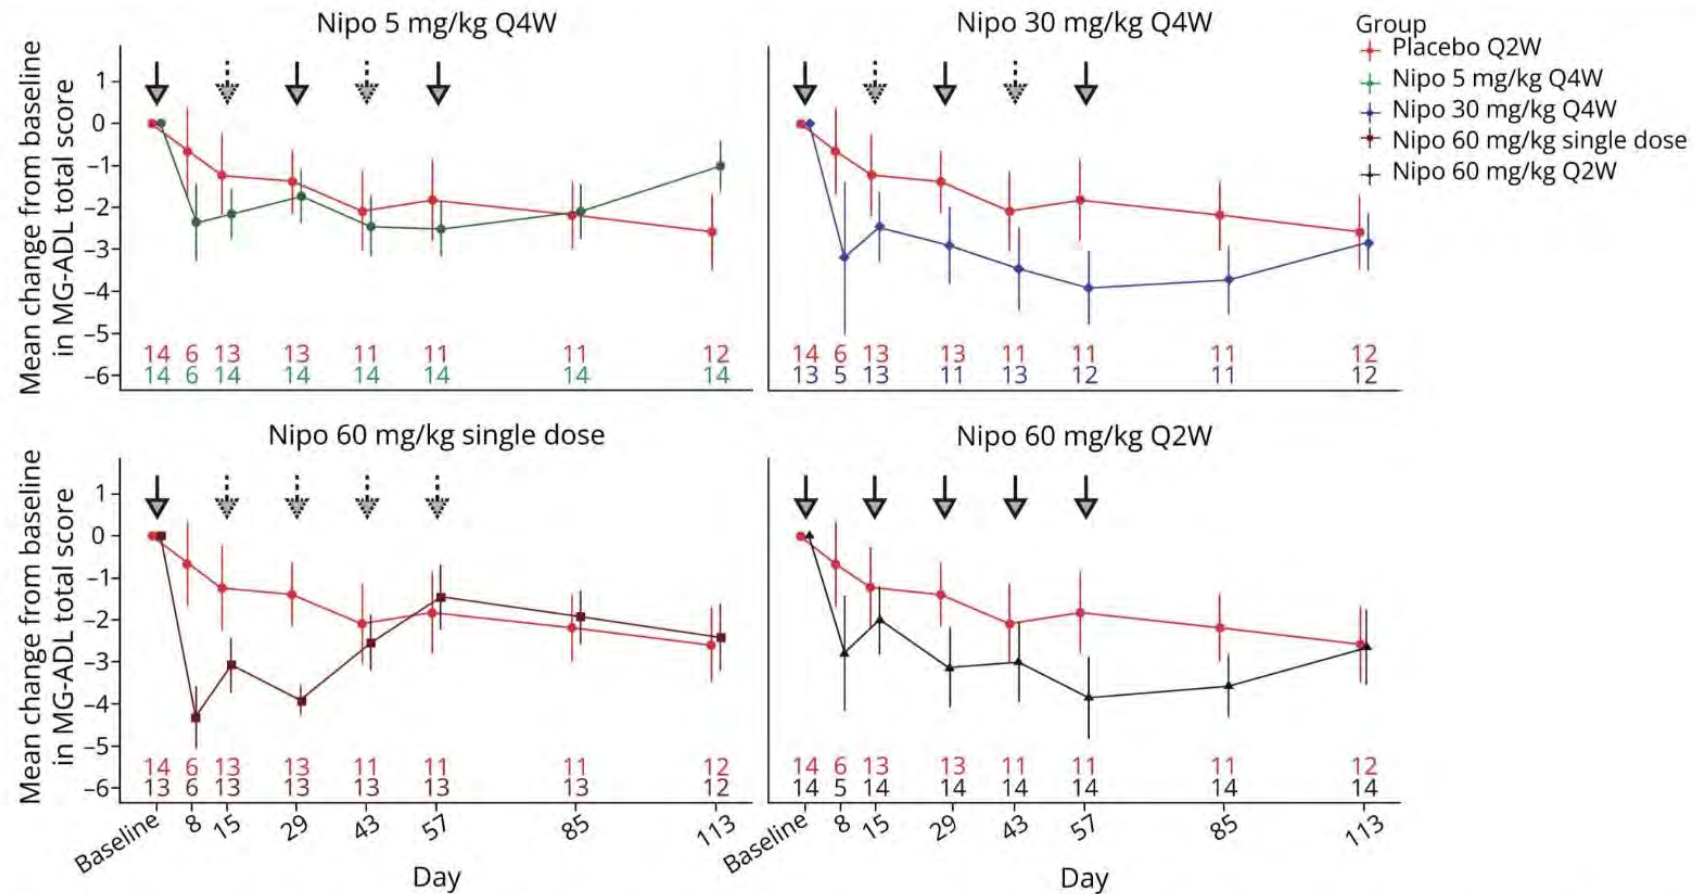 Nipo 5 mg/kg Q4W
Nipo 30 mg/kg Q4W
Group
Placebo Q2W
Nipo 5 mg/kg Q4W
Nipo 30 mg/kg Q4W
Nipo 60 mg/kg single dose
Nipo 60 mg/kg Q2W
Mean change from baseline
in MG-ADL total score
1
0
−1
−2
−3
−4
−5
−6
14 6 13 13 11 11 11 12
14 6 14 14 14 14 14 14
14 6 13 13 11 11 11 12
13 5 13 11 13 12 11 12
Nipo 60 mg/kg single dose
Nipo 60 mg/kg Q2W
Mean change from baseline
in MG-ADL total score
1
0
−1
−2
−3
−4
−5
−6
14 6 13 13 11 11 11 12
13 6 13 13 13 13 13 12
14 6 13 13 11 11 11 12
14 5 14 14 14 14 14 14
Baseline 8 15 29 43 57 85 113
Baseline 8 15 29 43 57 85 113
Day
Day